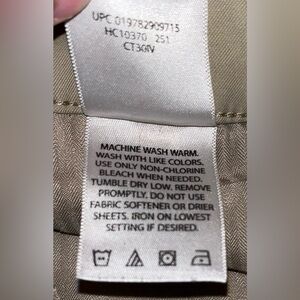 UPC 019782909715
HC10370 251
CT30IV
MACHINE WASH WARM.
WASH WITH LIKE COLORS.
USE ONLY NON-CHLORINE
BLEACH WHEN NEEDED.
TUMBLE DRY LOW. REMOVE
PROMPTLY. DO NOT USE
FABRIC SOFTENER OR DRIER
SHEETS. IRON ON LOWEST
SETTING IF DESIRED.